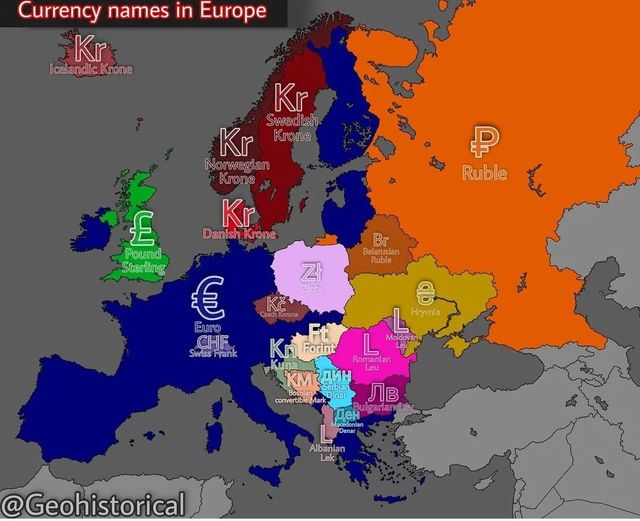 Currency names in Europe
Kr
Icelandic Krone
Kr
Swedish
Krone
Kr
Norwegian
Krone
₽
Ruble
Kr
Danish Krone
£
Pound
Sterling
Br
Belarusian
Ruble
zł
Zloty
€
Euro
Kč
Czech Koruna
₴
Hryvnia
CHF
Swiss Frank
Ft
Forint
L
Moldovan
Leu
L
Romanian
Leu
Kn
Kuna
KM
Bosnian
convertible Mark
ДИН
Serbian
Dinar
Лв
Bulgarian Lev
Ден
Macedonian
Denar
L
Albanian
Lek
@Geohistorical